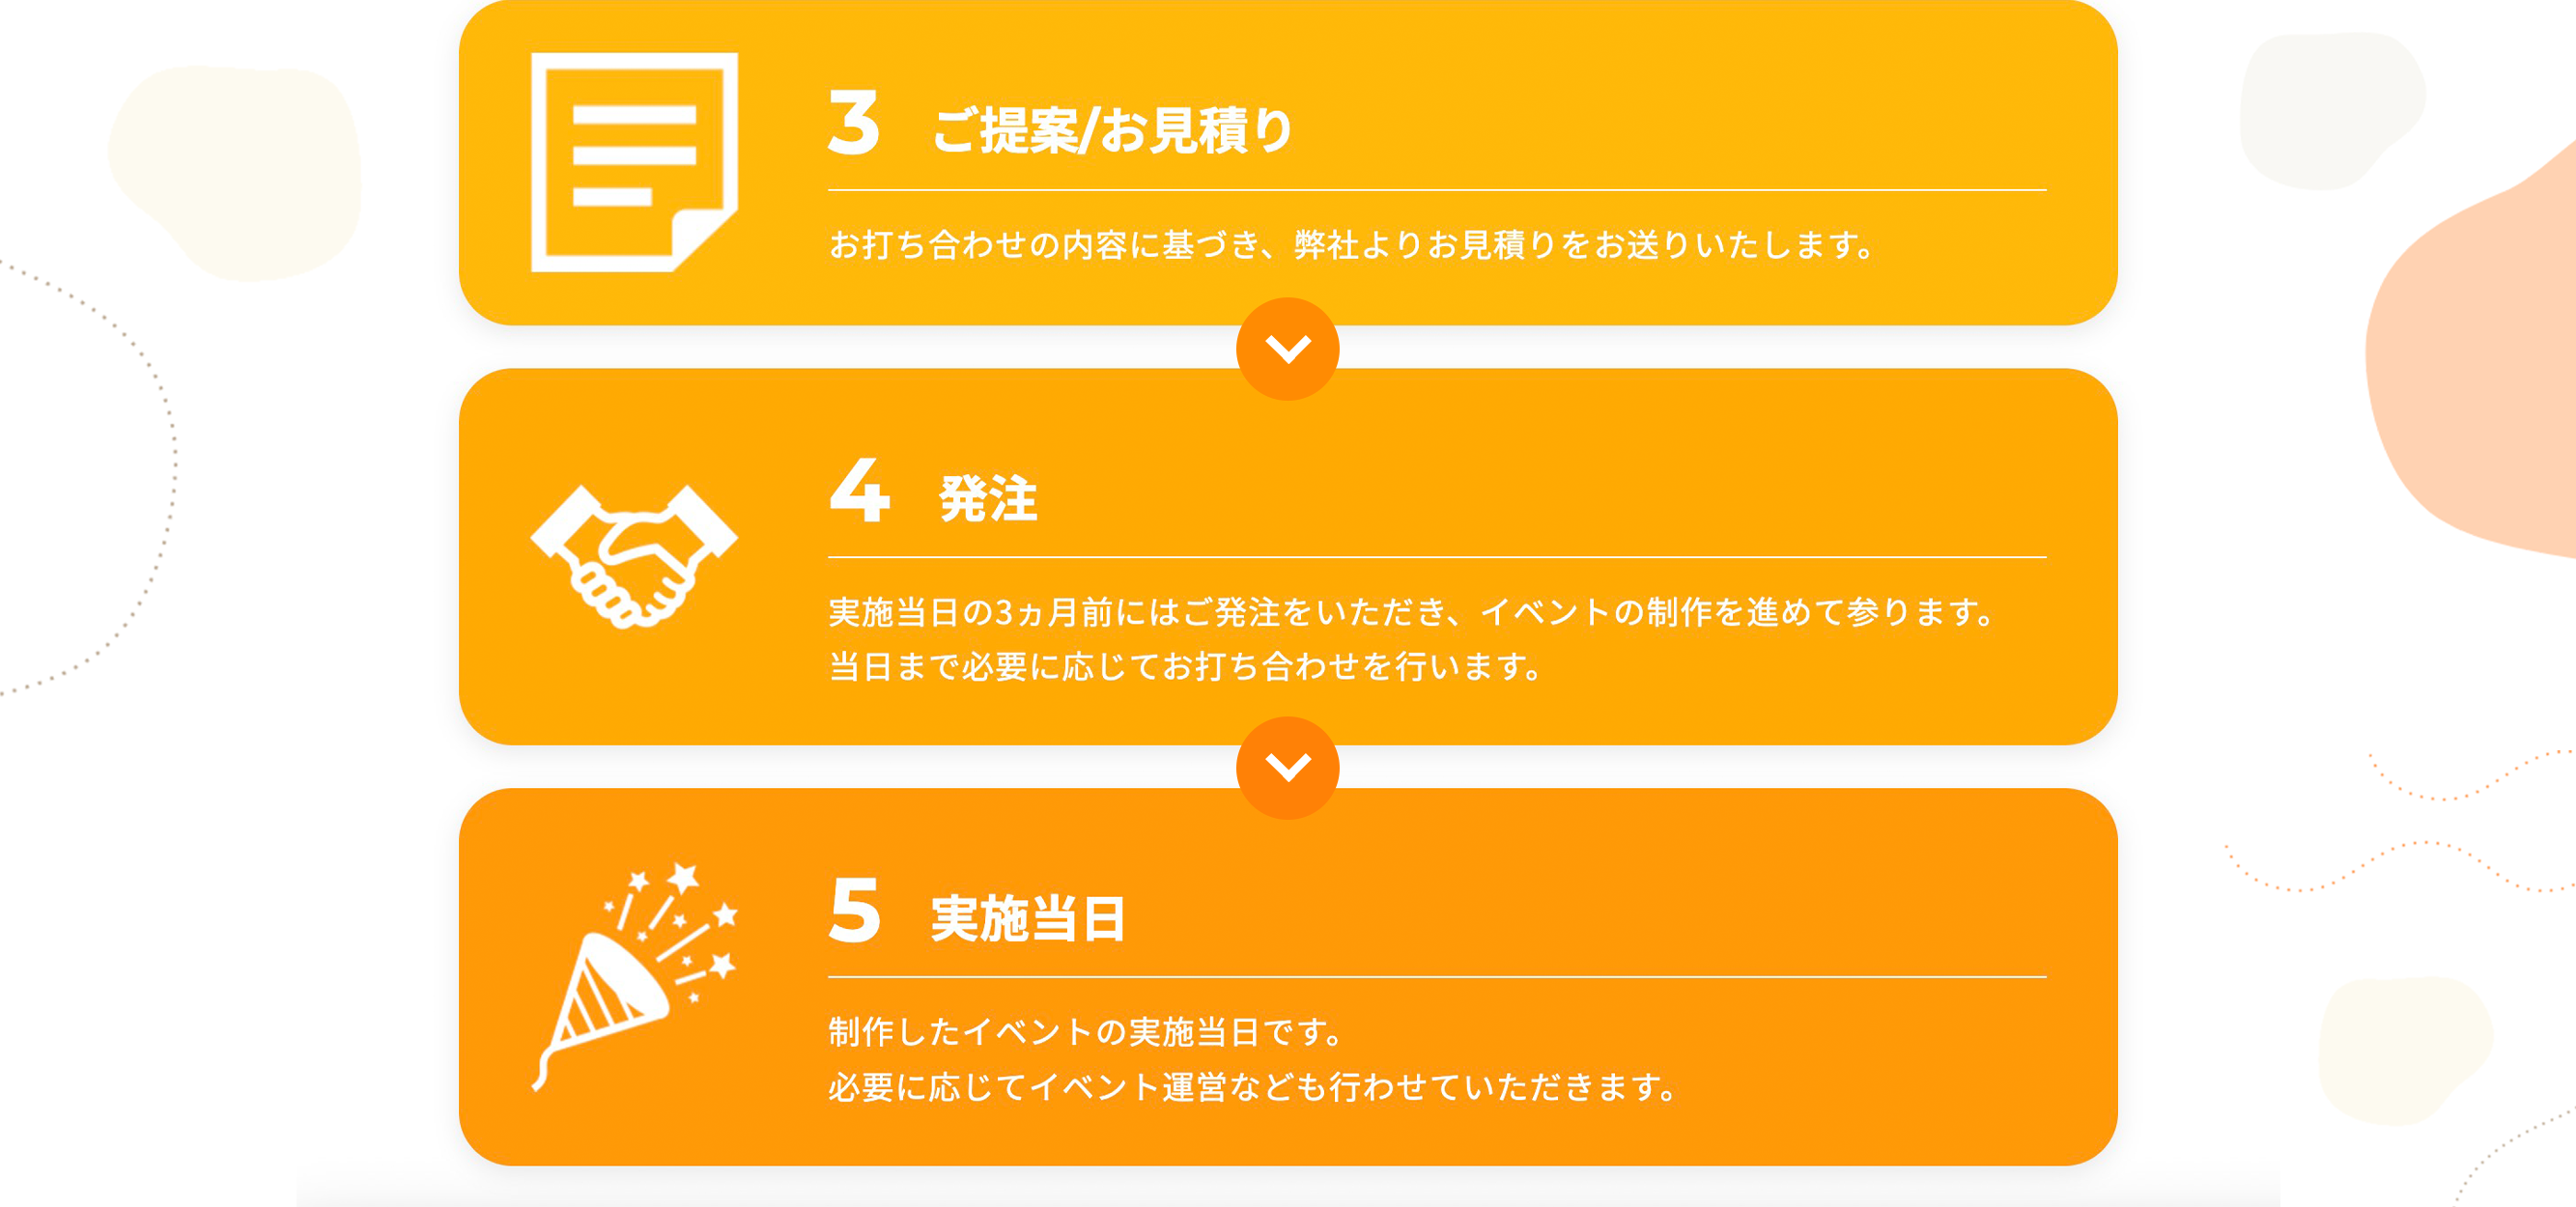 3 ご提案/お見積り
お打ち合わせの内容に基づき、弊社よりお見積りをお送りいたします。
4 発注
実施当日の3ヵ月前にはご発注をいただき、イベントの制作を進めて参ります。
当日まで必要に応じてお打ち合わせを行います。
5 実施当日
制作したイベントの実施当日です。
必要に応じてイベント運営なども行わせていただきます。